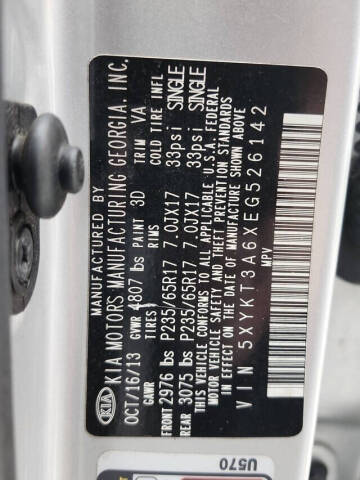 MANUFACTURED BY
KIA KIA MOTORS MANUFACTURING GEORGIA. INC.
OCT/16/13 GVWR 4807 lbs PAINT 3D TRIM VA
GAWR TIRES RIMS COLD TIRE INFL
FRONT 2976 lbs P235/65R17 7.0JX17 33psi SINGLE
REAR 3075 lbs P235/65R17 7.0JX17 33psi SINGLE
THIS VEHICLE CONFORMS TO ALL APPLICABLE U.S.A. FEDERAL
MOTOR VEHICLE SAFETY AND THEFT PREVENTION STANDARDS
IN EFFECT ON THE DATE OF MANUFACTURE SHOWN ABOVE
VIN 5XYKT3A6XEG526142
MPV
U570